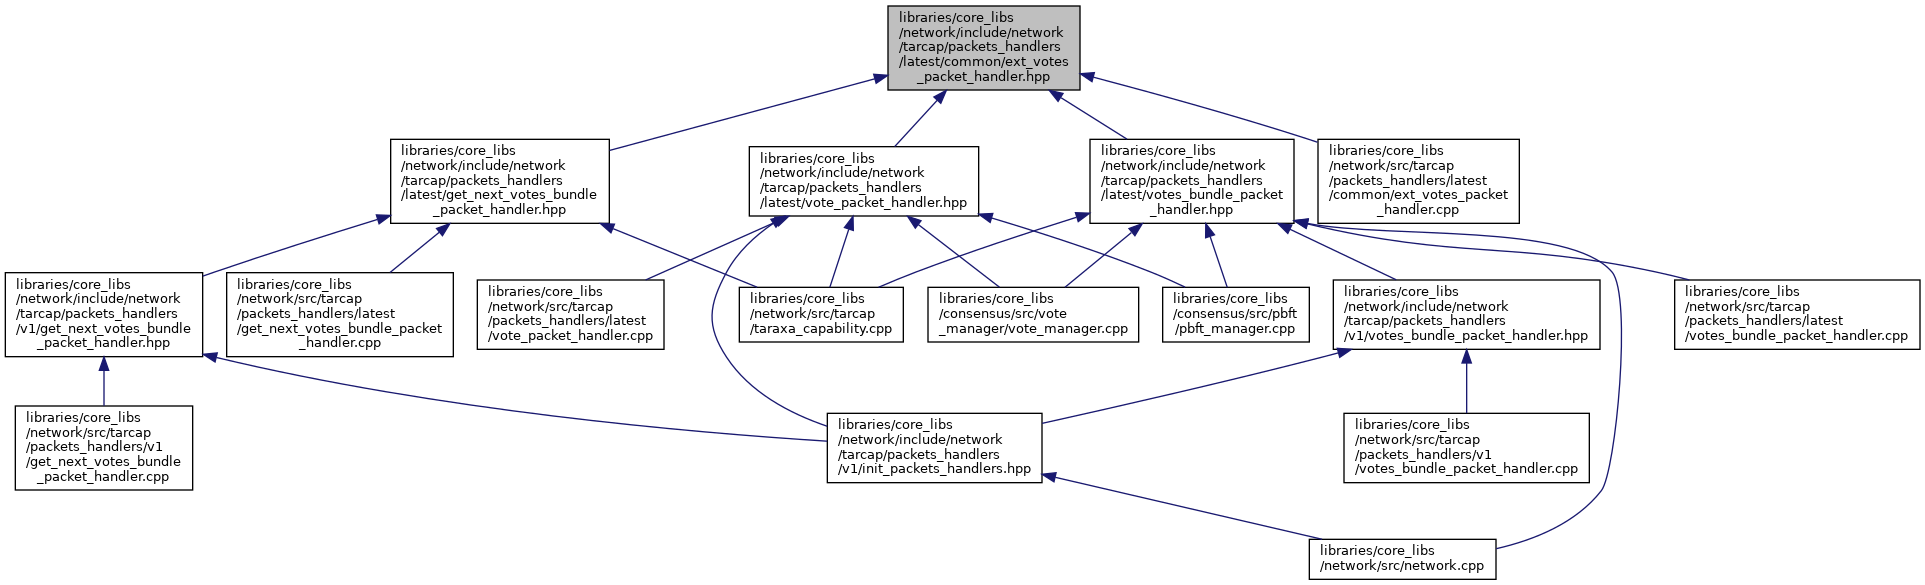 libraries/core_libs
/network/include/network
/tarcap/packets_handlers
/latest/common/ext_votes
_packet_handler.hpp
libraries/core_libs
/network/include/network
/tarcap/packets_handlers
/latest/get_next_votes_bundle
_packet_handler.hpp
libraries/core_libs
/network/include/network
/tarcap/packets_handlers
/latest/vote_packet_handler.hpp
libraries/core_libs
/network/include/network
/tarcap/packets_handlers
/latest/votes_bundle_packet
_handler.hpp
libraries/core_libs
/network/src/tarcap
/packets_handlers/latest
/common/ext_votes_packet
_handler.cpp
libraries/core_libs
/network/include/network
/tarcap/packets_handlers
/v1/get_next_votes_bundle
_packet_handler.hpp
libraries/core_libs
/network/src/tarcap
/packets_handlers/latest
/get_next_votes_bundle_packet
_handler.cpp
libraries/core_libs
/network/src/tarcap
/packets_handlers/latest
/vote_packet_handler.cpp
libraries/core_libs
/network/src/tarcap
/taraxa_capability.cpp
libraries/core_libs
/consensus/src/vote
_manager/vote_manager.cpp
libraries/core_libs
/consensus/src/pbft
/pbft_manager.cpp
libraries/core_libs
/network/include/network
/tarcap/packets_handlers
/v1/votes_bundle_packet_handler.hpp
libraries/core_libs
/network/src/tarcap
/packets_handlers/latest
/votes_bundle_packet_handler.cpp
libraries/core_libs
/network/src/tarcap
/packets_handlers/v1
/get_next_votes_bundle
_packet_handler.cpp
libraries/core_libs
/network/include/network
/tarcap/packets_handlers
/v1/init_packets_handlers.hpp
libraries/core_libs
/network/src/tarcap
/packets_handlers/v1
/votes_bundle_packet_handler.cpp
libraries/core_libs
/network/src/network.cpp